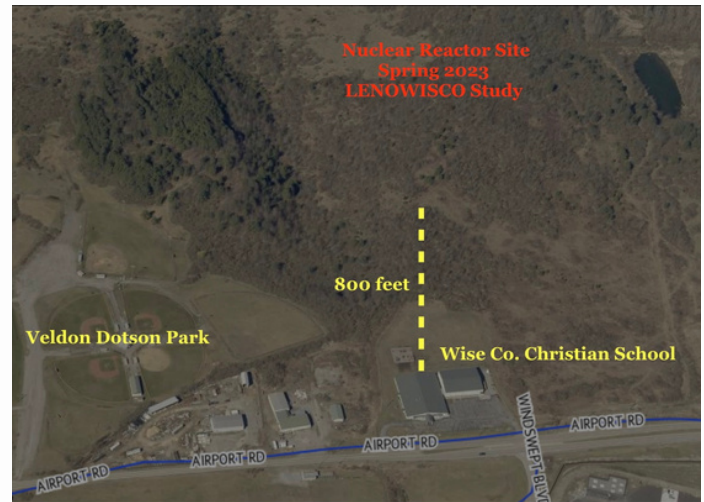 Nuclear Reactor Site
Spring 2023
LENOWISCO Study
800 feet
Veldon Dotson Park
Wise Co. Christian School
WINDSWEPT BLVD
AIRPORT RD
AIRPORT RD
AIRPORT RD
AIRPORT RD